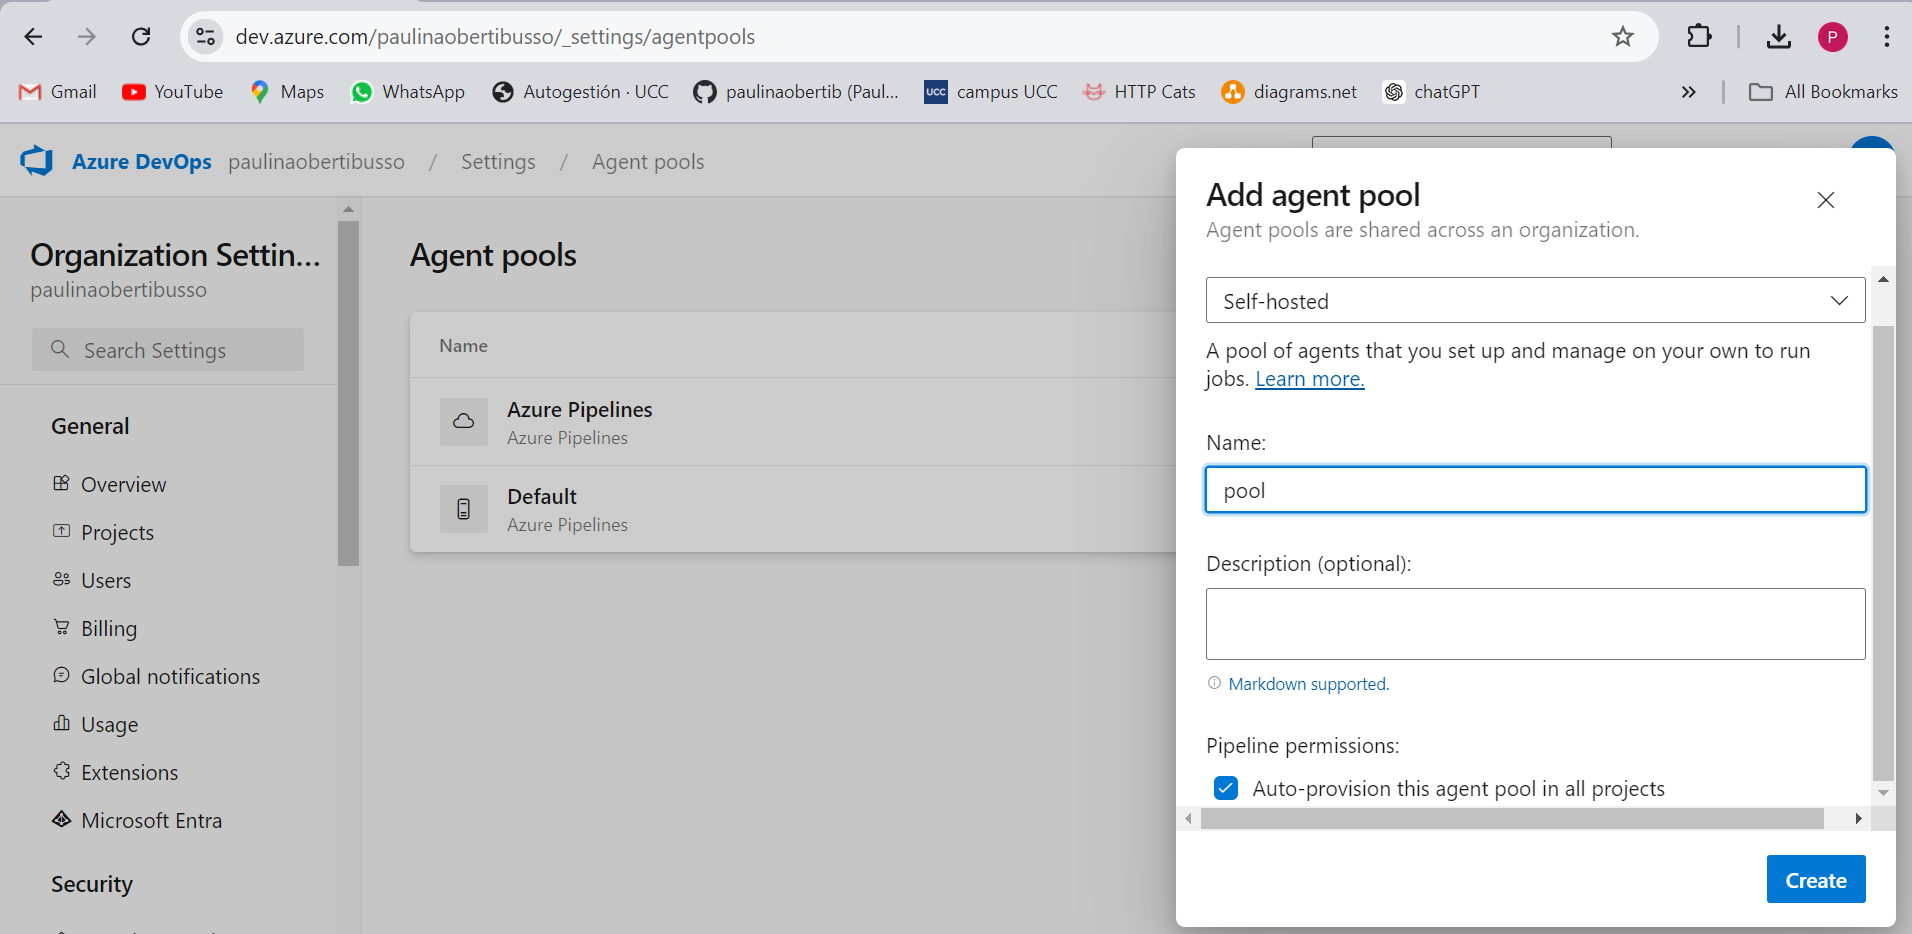 dev.azure.com/paulinaobertibusso/_settings/agentpools
P
Gmail
YouTube
Maps
WhatsApp
Autogestión · UCC
paulinaobertib (Paul...
UCC
campus UCC
HTTP Cats
diagrams.net
chatGPT
»
All Bookmarks
Azure DevOps
paulinaobertibusso / Settings / Agent pools
Organization Settin...
paulinaobertibusso
Search Settings
General
Overview
Projects
Users
Billing
Global notifications
Usage
Extensions
Microsoft Entra
Security
Agent pools
Name
Azure Pipelines
Azure Pipelines
Default
Azure Pipelines
Add agent pool
Agent pools are shared across an organization.
Self-hosted
A pool of agents that you set up and manage on your own to run
jobs. Learn more.
Name:
pool
Description (optional):
Markdown supported.
Pipeline permissions:
Auto-provision this agent pool in all projects
Create